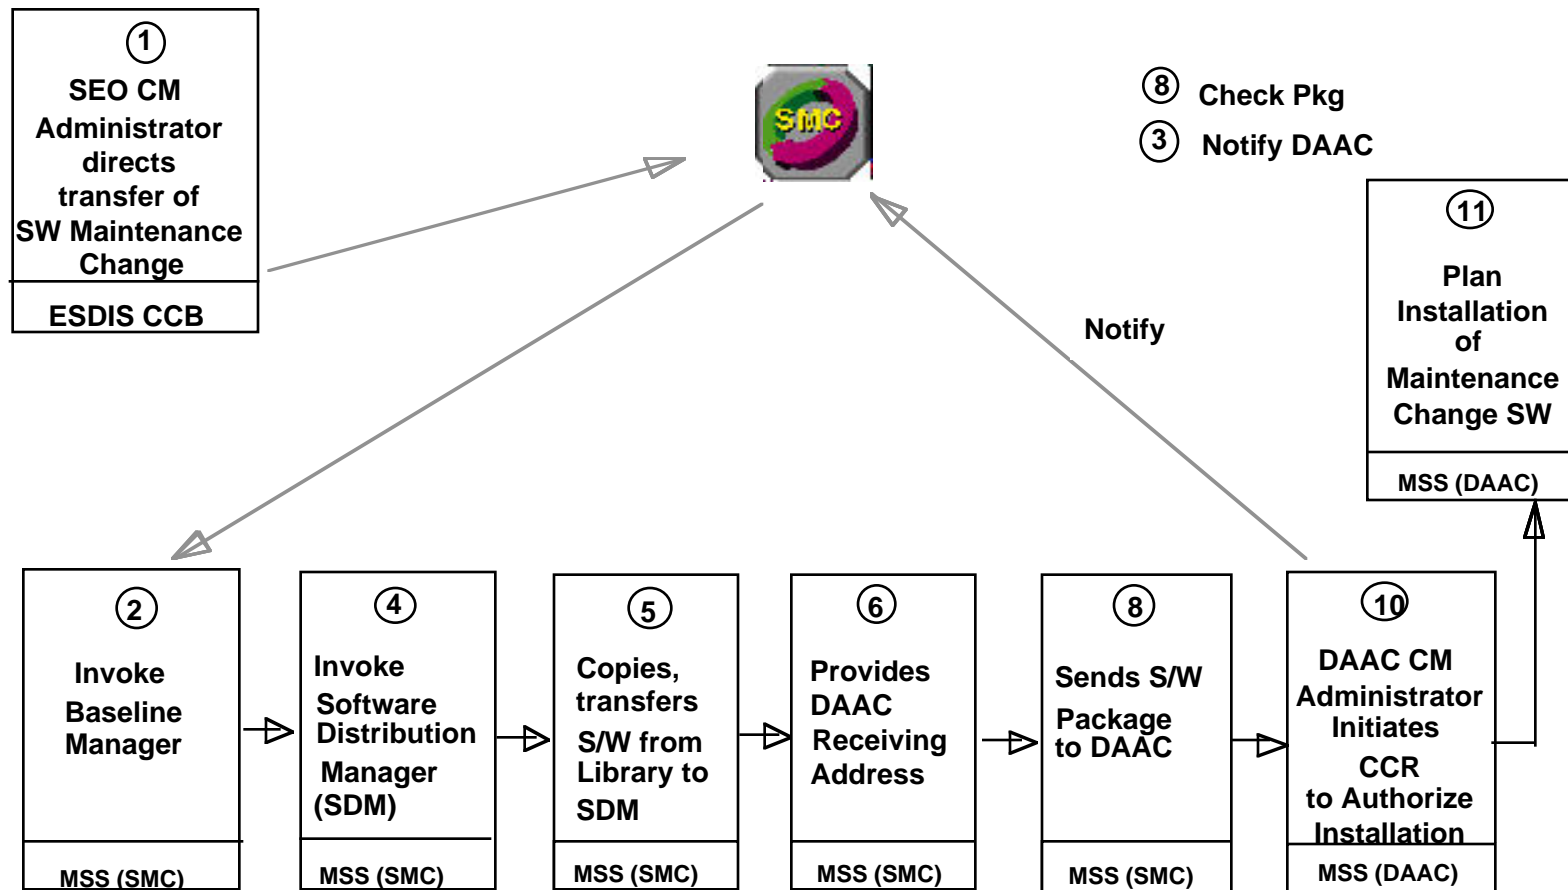 1
SEO CM
Administrator
directs
transfer of
SW Maintenance
Change
ESDIS CCB
SMC
8 Check Pkg
3 Notify DAAC
11
Plan
Installation
of
Maintenance
Change SW
MSS (DAAC)
Notify
2
Invoke
Baseline
Manager
MSS (SMC)
4
Invoke
Software
Distribution
Manager
(SDM)
MSS (SMC)
5
Copies,
transfers
S/W from
Library to
SDM
MSS (SMC)
6
Provides
DAAC
Receiving
Address
MSS (SMC)
8
Sends S/W
Package
to DAAC
MSS (SMC)
10
DAAC CM
Administrator
Initiates
CCR
to Authorize
Installation
MSS (DAAC)